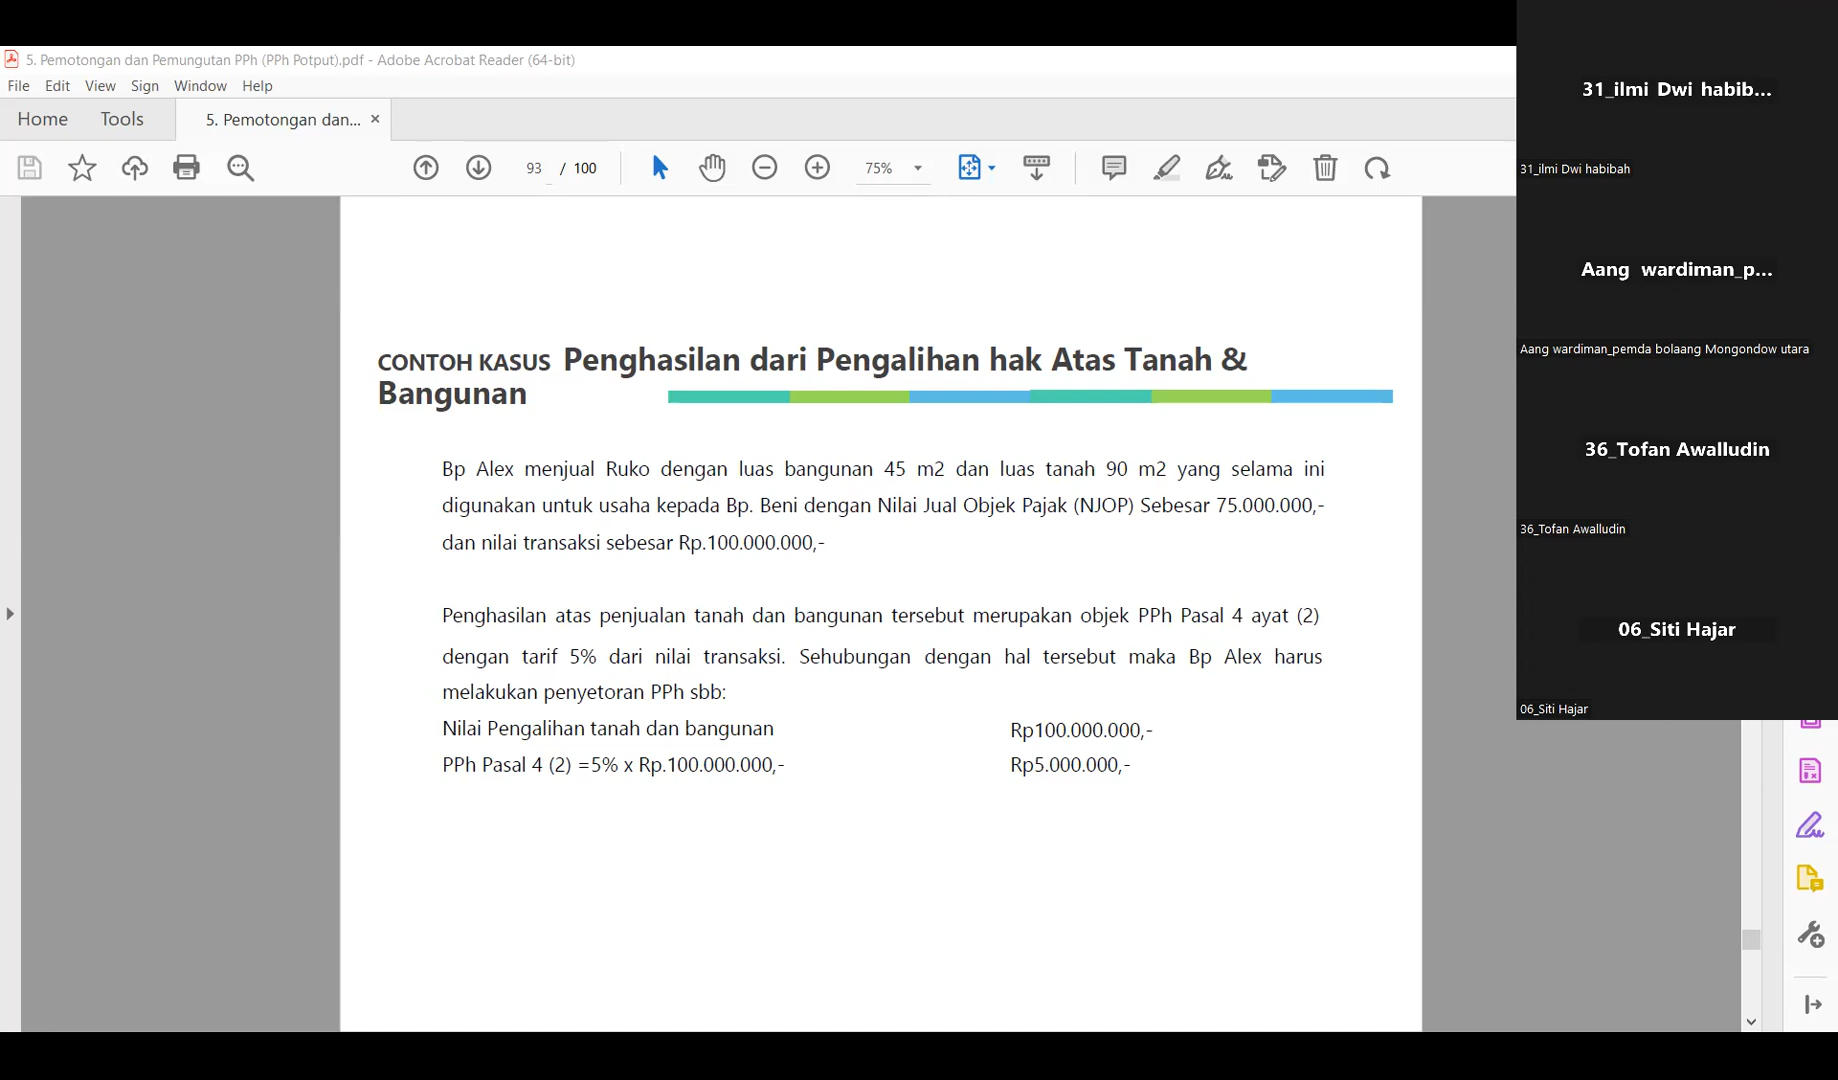 5. Pemotongan dan Pemungutan PPh (PPh Potput).pdf - Adobe Acrobat Reader (64-bit)
File Edit View Sign Window Help
Home Tools 5. Pemotongan dan... ×
93 / 100 75%
CONTOH KASUS Penghasilan dari Pengalihan hak Atas Tanah &
Bangunan
Bp Alex menjual Ruko dengan luas bangunan 45 m2 dan luas tanah 90 m2 yang selama ini
digunakan untuk usaha kepada Bp. Beni dengan Nilai Jual Objek Pajak (NJOP) Sebesar 75.000.000,-
dan nilai transaksi sebesar Rp.100.000.000,-
Penghasilan atas penjualan tanah dan bangunan tersebut merupakan objek PPh Pasal 4 ayat (2)
dengan tarif 5% dari nilai transaksi. Sehubungan dengan hal tersebut maka Bp Alex harus
melakukan penyetoran PPh sbb:
Nilai Pengalihan tanah dan bangunan Rp100.000.000,-
PPh Pasal 4 (2) =5% x Rp.100.000.000,- Rp5.000.000,-
31_ilmi Dwi habib...
31_ilmi Dwi habibah
Aang wardiman_p...
Aang wardiman_pemda bolaang Mongondow utara
36_Tofan Awalludin
36_Tofan Awalludin
06_Siti Hajar
06_Siti Hajar